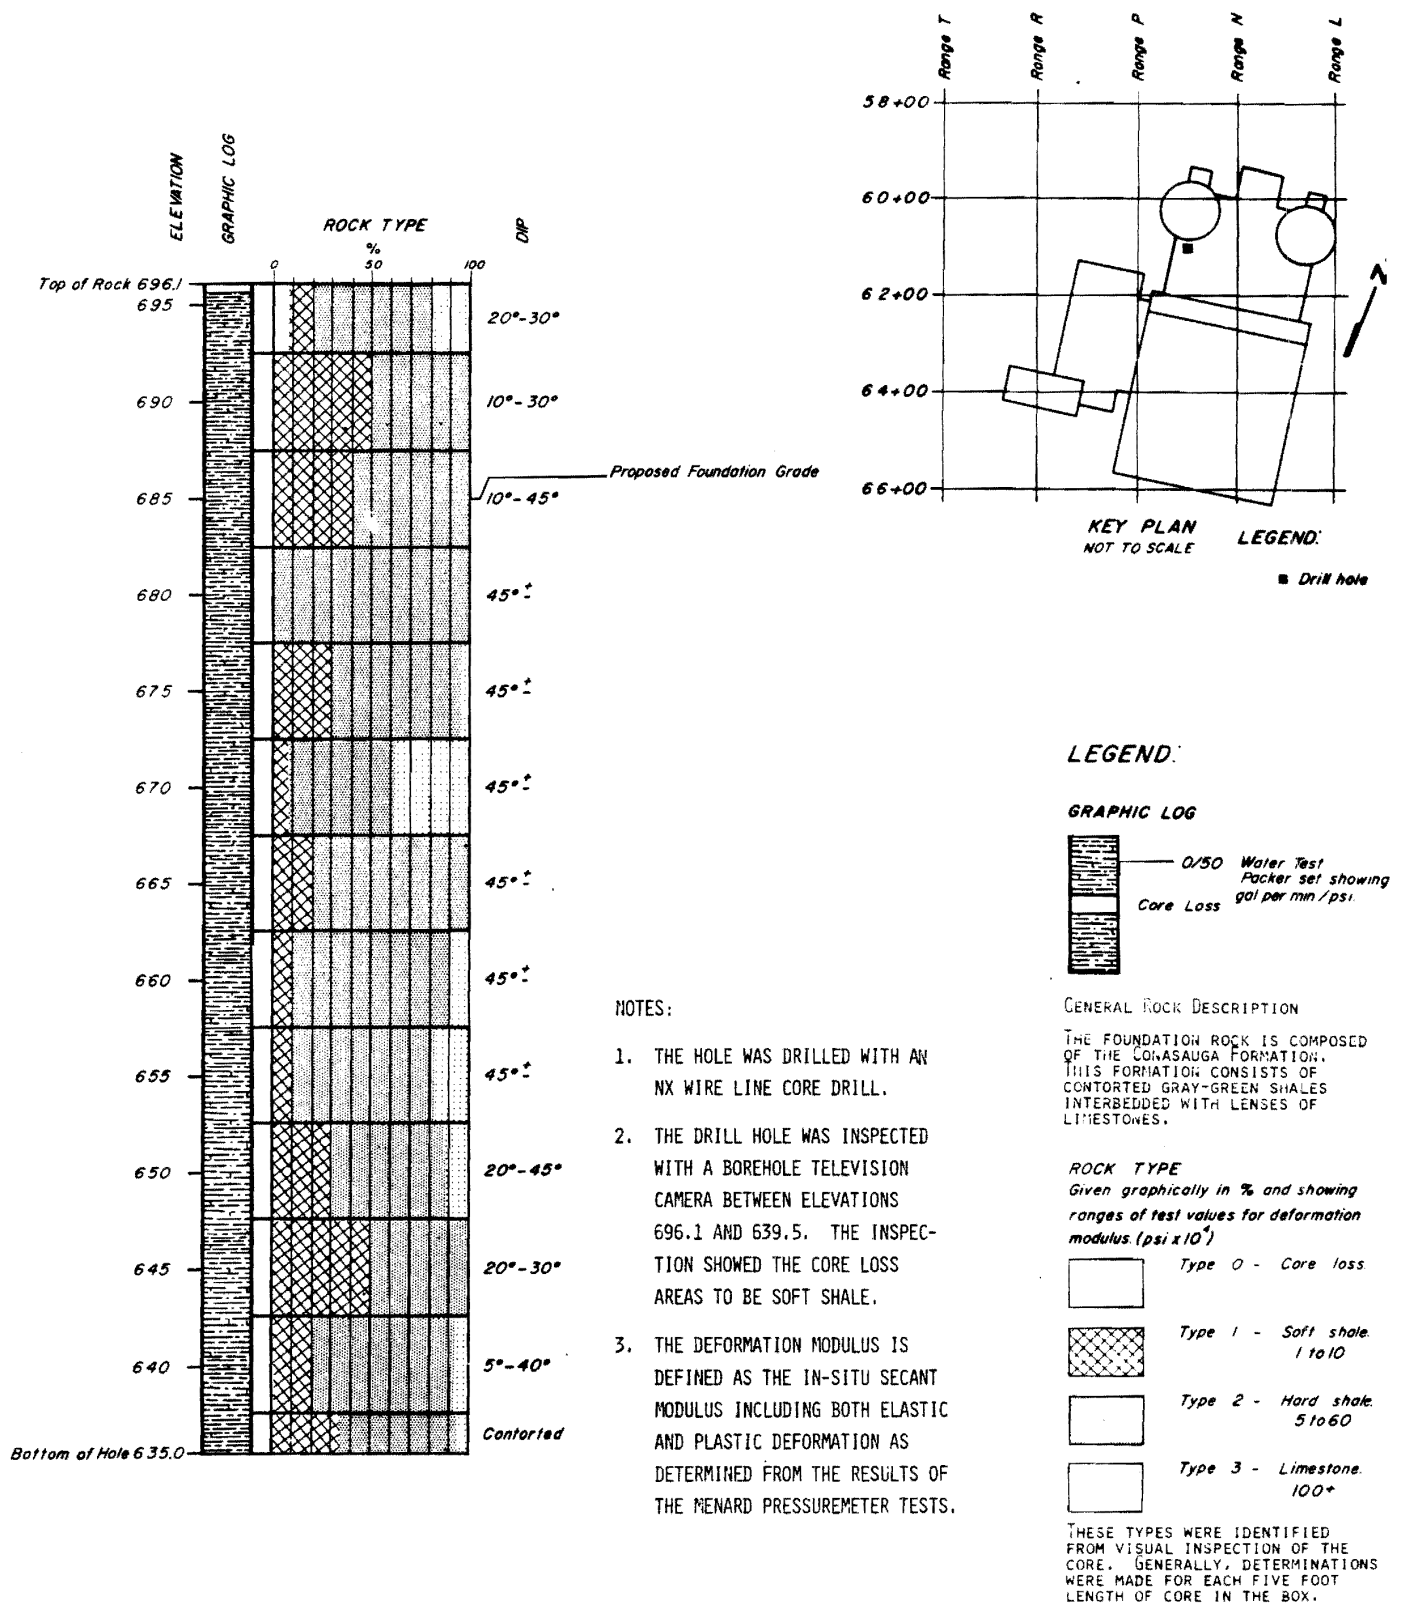 ELEVATION
GRAPHIC LOG
ROCK TYPE
%
0 50 100
DIP
Top of Rock 696.1
695 20°-30°
690 10°-30°
Proposed Foundation Grade
685 10°-45°
680 45°±
675 45°±
670 45°±
665 45°±
660 45°±
655 45°±
650 20°-45°
645 20°-30°
640 5°-40°
Contorted
Bottom of Hole 635.0
Range T
Range R
Range P
Range N
Range L
58+00
60+00
62+00
64+00
66+00
N
KEY PLAN
NOT TO SCALE
LEGEND:
Drill hole
NOTES:
1. THE HOLE WAS DRILLED WITH AN
NX WIRE LINE CORE DRILL.
2. THE DRILL HOLE WAS INSPECTED
WITH A BOREHOLE TELEVISION
CAMERA BETWEEN ELEVATIONS
696.1 AND 639.5. THE INSPEC-
TION SHOWED THE CORE LOSS
AREAS TO BE SOFT SHALE.
3. THE DEFORMATION MODULUS IS
DEFINED AS THE IN-SITU SECANT
MODULUS INCLUDING BOTH ELASTIC
AND PLASTIC DEFORMATION AS
DETERMINED FROM THE RESULTS OF
THE MENARD PRESSUREMETER TESTS.
LEGEND:
GRAPHIC LOG
0/50 Water Test
Packer set showing
gal per min/psi.
Core Loss
GENERAL ROCK DESCRIPTION
THE FOUNDATION ROCK IS COMPOSED
OF THE CONASAUGA FORMATION.
THIS FORMATION CONSISTS OF
CONTORTED GRAY-GREEN SHALES
INTERBEDDED WITH LENSES OF
LIMESTONES.
ROCK TYPE
Given graphically in % and showing
ranges of test values for deformation
modulus. (psi x 10⁴)
Type 0 - Core loss.
Type 1 - Soft shale.
1 to 10
Type 2 - Hard shale.
5 to 60
Type 3 - Limestone.
100+
THESE TYPES WERE IDENTIFIED
FROM VISUAL INSPECTION OF THE
CORE. GENERALLY, DETERMINATIONS
WERE MADE FOR EACH FIVE FOOT
LENGTH OF CORE IN THE BOX.